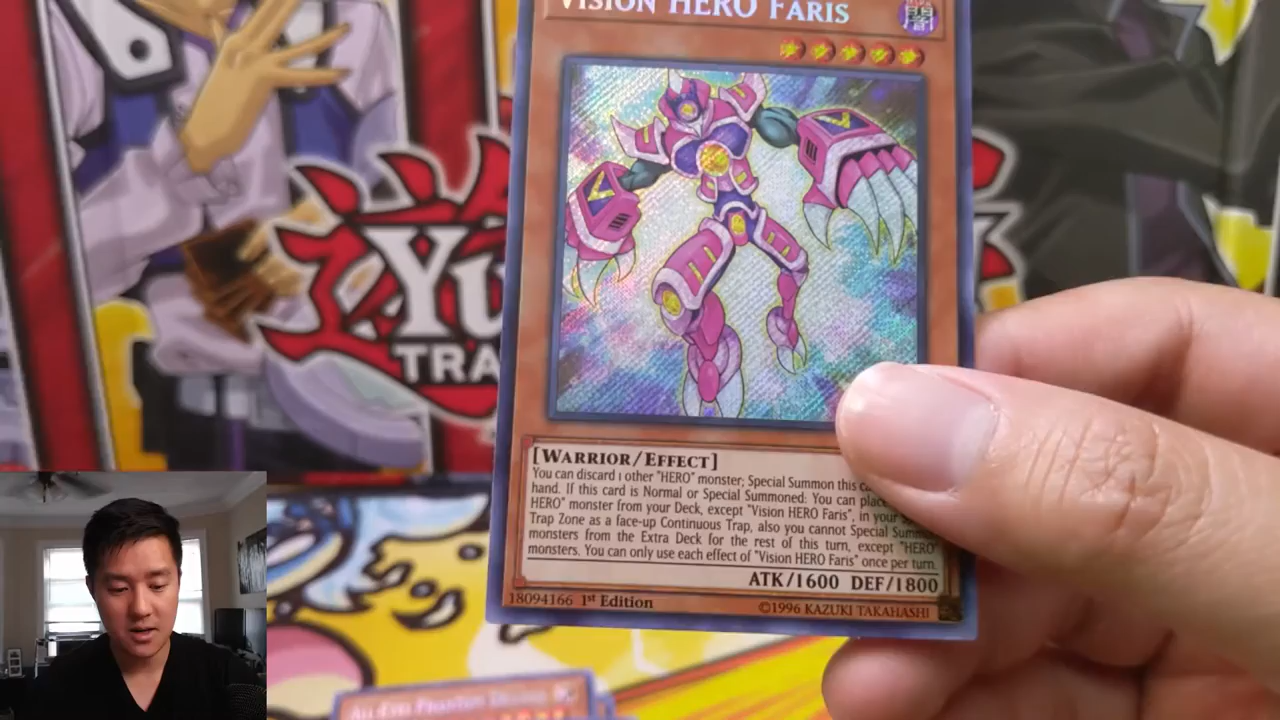 VISION HERO FARIS
YU
TRA
[WARRIOR/EFFECT]
You can discard 1 other "HERO" monster; Special Summon this
hand. If this card is Normal or Special Summoned: You can place
HERO" monster from your Deck, except "Vision HERO Faris", in your
Trap Zone as a face-up Continuous Trap, also you cannot Special
monsters from the Extra Deck for the rest of this turn, except "HERO"
monsters. You can only use each effect of "Vision HERO Faris" once per turn.
ATK/1600 DEF/1800
18094166 1st Edition ©1996 KAZUKI TAKAHASHI